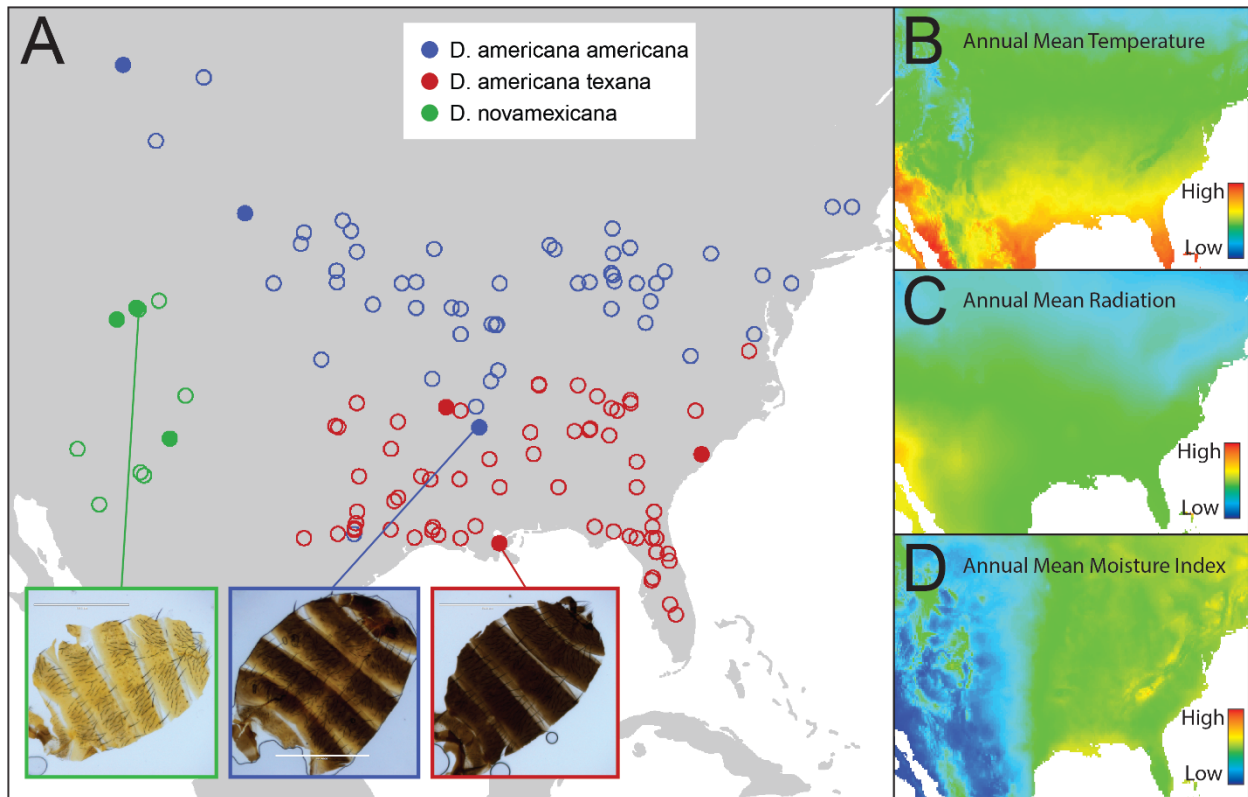 A
D. americana americana
D. americana texana
D. novamexicana
B
Annual Mean Temperature
High
Low
C
Annual Mean Radiation
High
Low
D
Annual Mean Moisture Index
High
Low